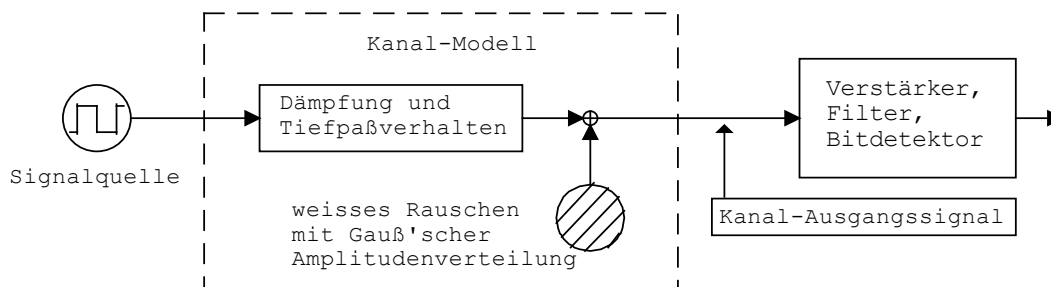 Kanal-Modell
Dämpfung und
Tiefpaßverhalten
Verstärker,
Filter,
Bitdetektor
Signalquelle
weisses Rauschen
mit Gauß'scher
Amplitudenverteilung
Kanal-Ausgangssignal